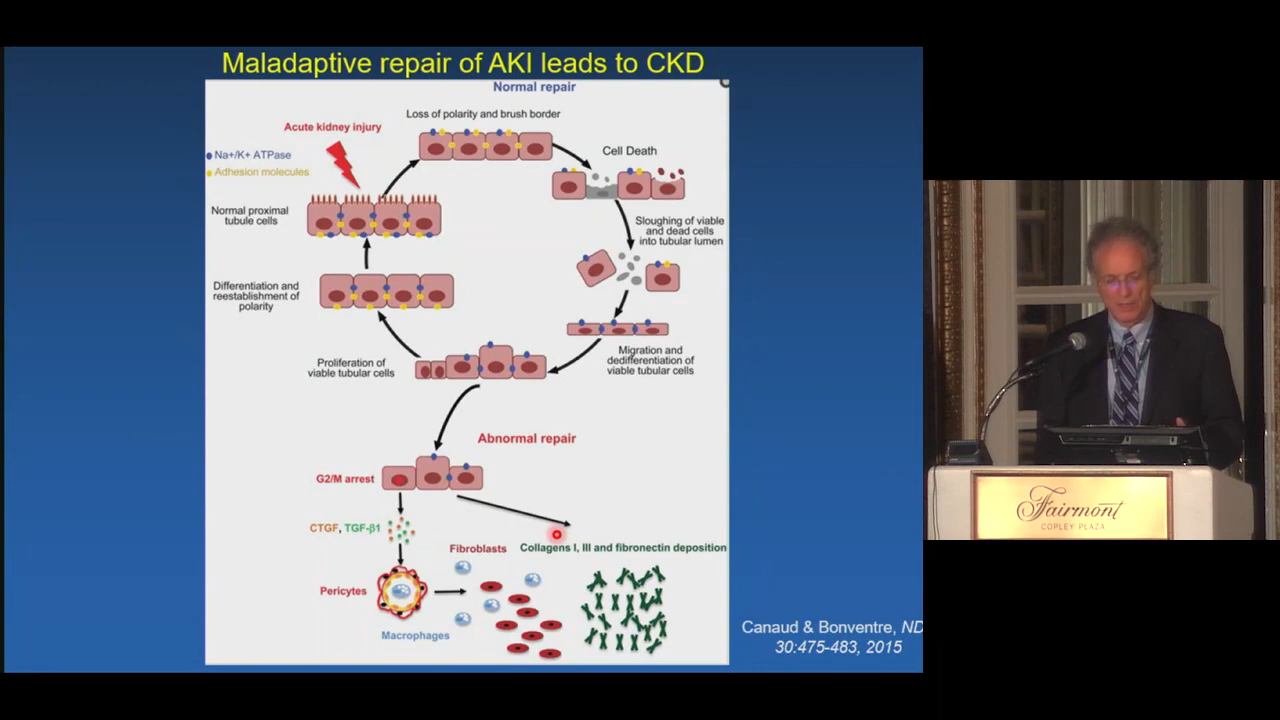 Maladaptive repair of AKI leads to CKD
Normal repair
Loss of polarity and brush border
Acute kidney injury
Na+/K+ ATPase
Adhesion molecules
Cell Death
Normal proximal
tubule cells
Sloughing of viable
and dead cells
into tubular lumen
Differentiation and
reestablishment of
polarity
Migration and
dedifferentiation of
viable tubular cells
Proliferation of
viable tubular cells
Abnormal repair
G2/M arrest
CTGF, TGF-β1
Fibroblasts
Collagens I, III and fibronectin deposition
Pericytes
Macrophages
Canaud & Bonventre, ND
30:475-483, 2015
Fairmont
COPLEY PLAZA